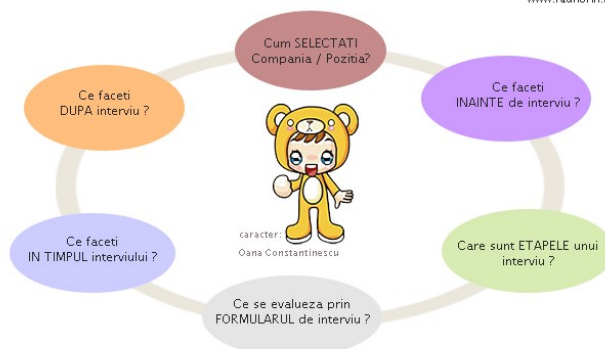 Cum SELECTATI
Compania / Pozitia?
Ce faceti
INAINTE de interviu ?
Care sunt ETAPELE unui
interviu ?
Ce se evalueza prin
FORMULARUL de interviu ?
Ce faceti
IN TIMPUL interviului ?
Ce faceti
DUPA interviu ?
caracter:
Oana Constantinescu